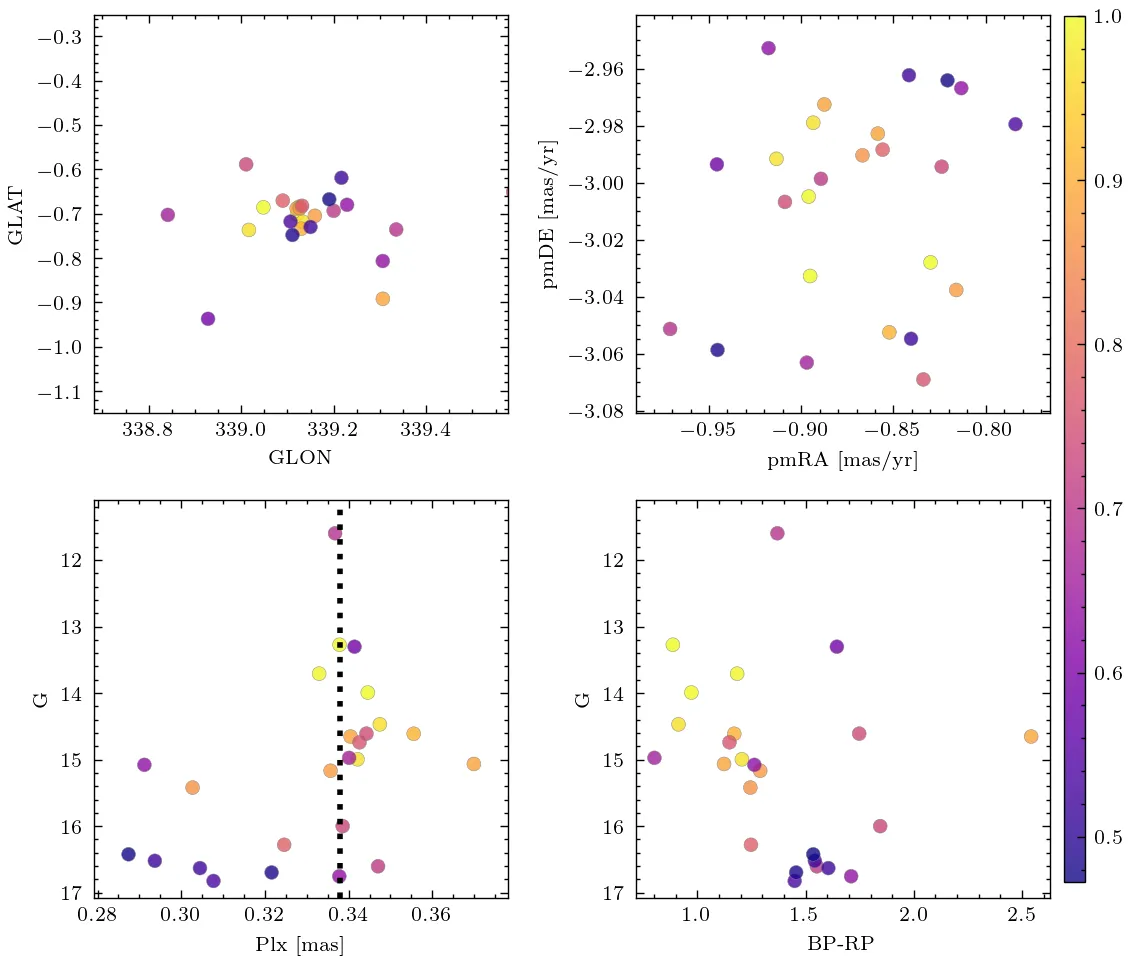 −0.3
−0.4
−0.5
−0.6
−0.7
−0.8
−0.9
−1.0
−1.1
GLAT
338.8 339.0 339.2 339.4
GLON
−2.96
−2.98
−3.00
−3.02
−3.04
−3.06
−3.08
pmDE [mas/yr]
−0.95 −0.90 −0.85 −0.80
pmRA [mas/yr]
12
13
14
15
16
17
G
0.28 0.30 0.32 0.34 0.36
Plx [mas]
12
13
14
15
16
17
G
1.0 1.5 2.0 2.5
BP-RP
1.0
0.9
0.8
0.7
0.6
0.5